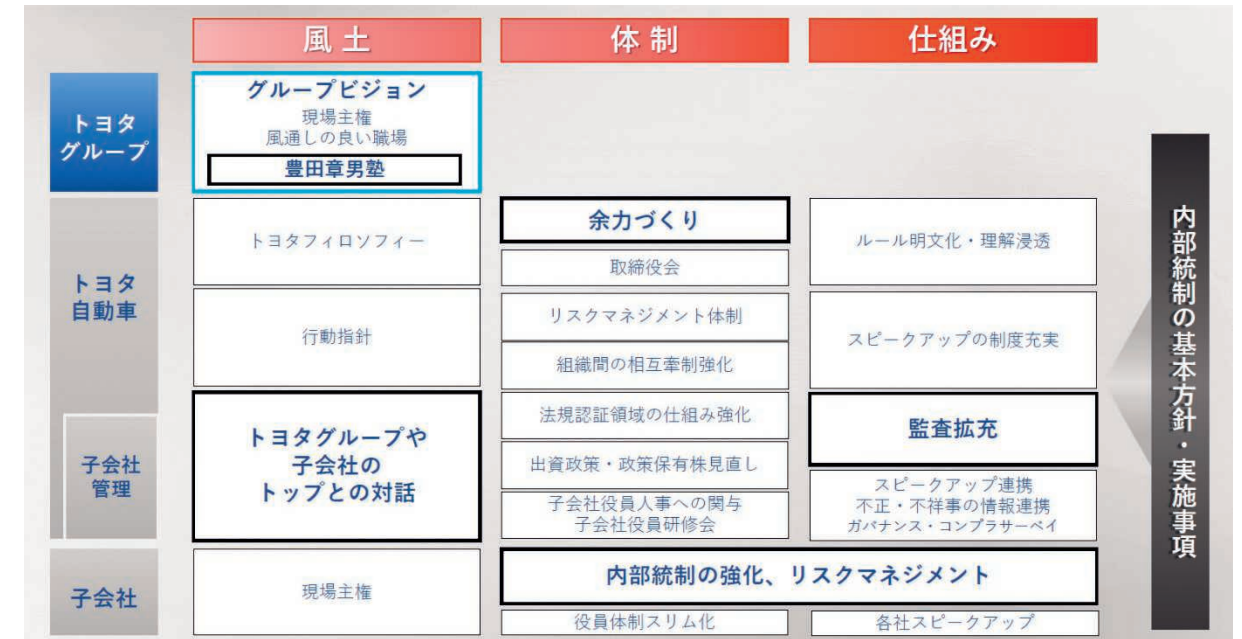 風土
体制
仕組み
トヨタ
グループ
グループビジョン
現場主権
風通しの良い職場
豊田章男塾
トヨタ
自動車
トヨタフィロソフィー
余力づくり
取締役会
ルール明文化・理解浸透
行動指針
リスクマネジメント体制
組織間の相互牽制強化
スピークアップの制度充実
子会社
管理
トヨタグループや
子会社の
トップとの対話
法規認証領域の仕組み強化
出資政策・政策保有株見直し
子会社役員人事への関与
子会社役員研修会
監査拡充
スピークアップ連携
不正・不祥事の情報連携
ガバナンス・コンプラサーベイ
子会社
現場主権
内部統制の強化、リスクマネジメント
役員体制スリム化
各社スピークアップ
内部統制の基本方針・実施事項